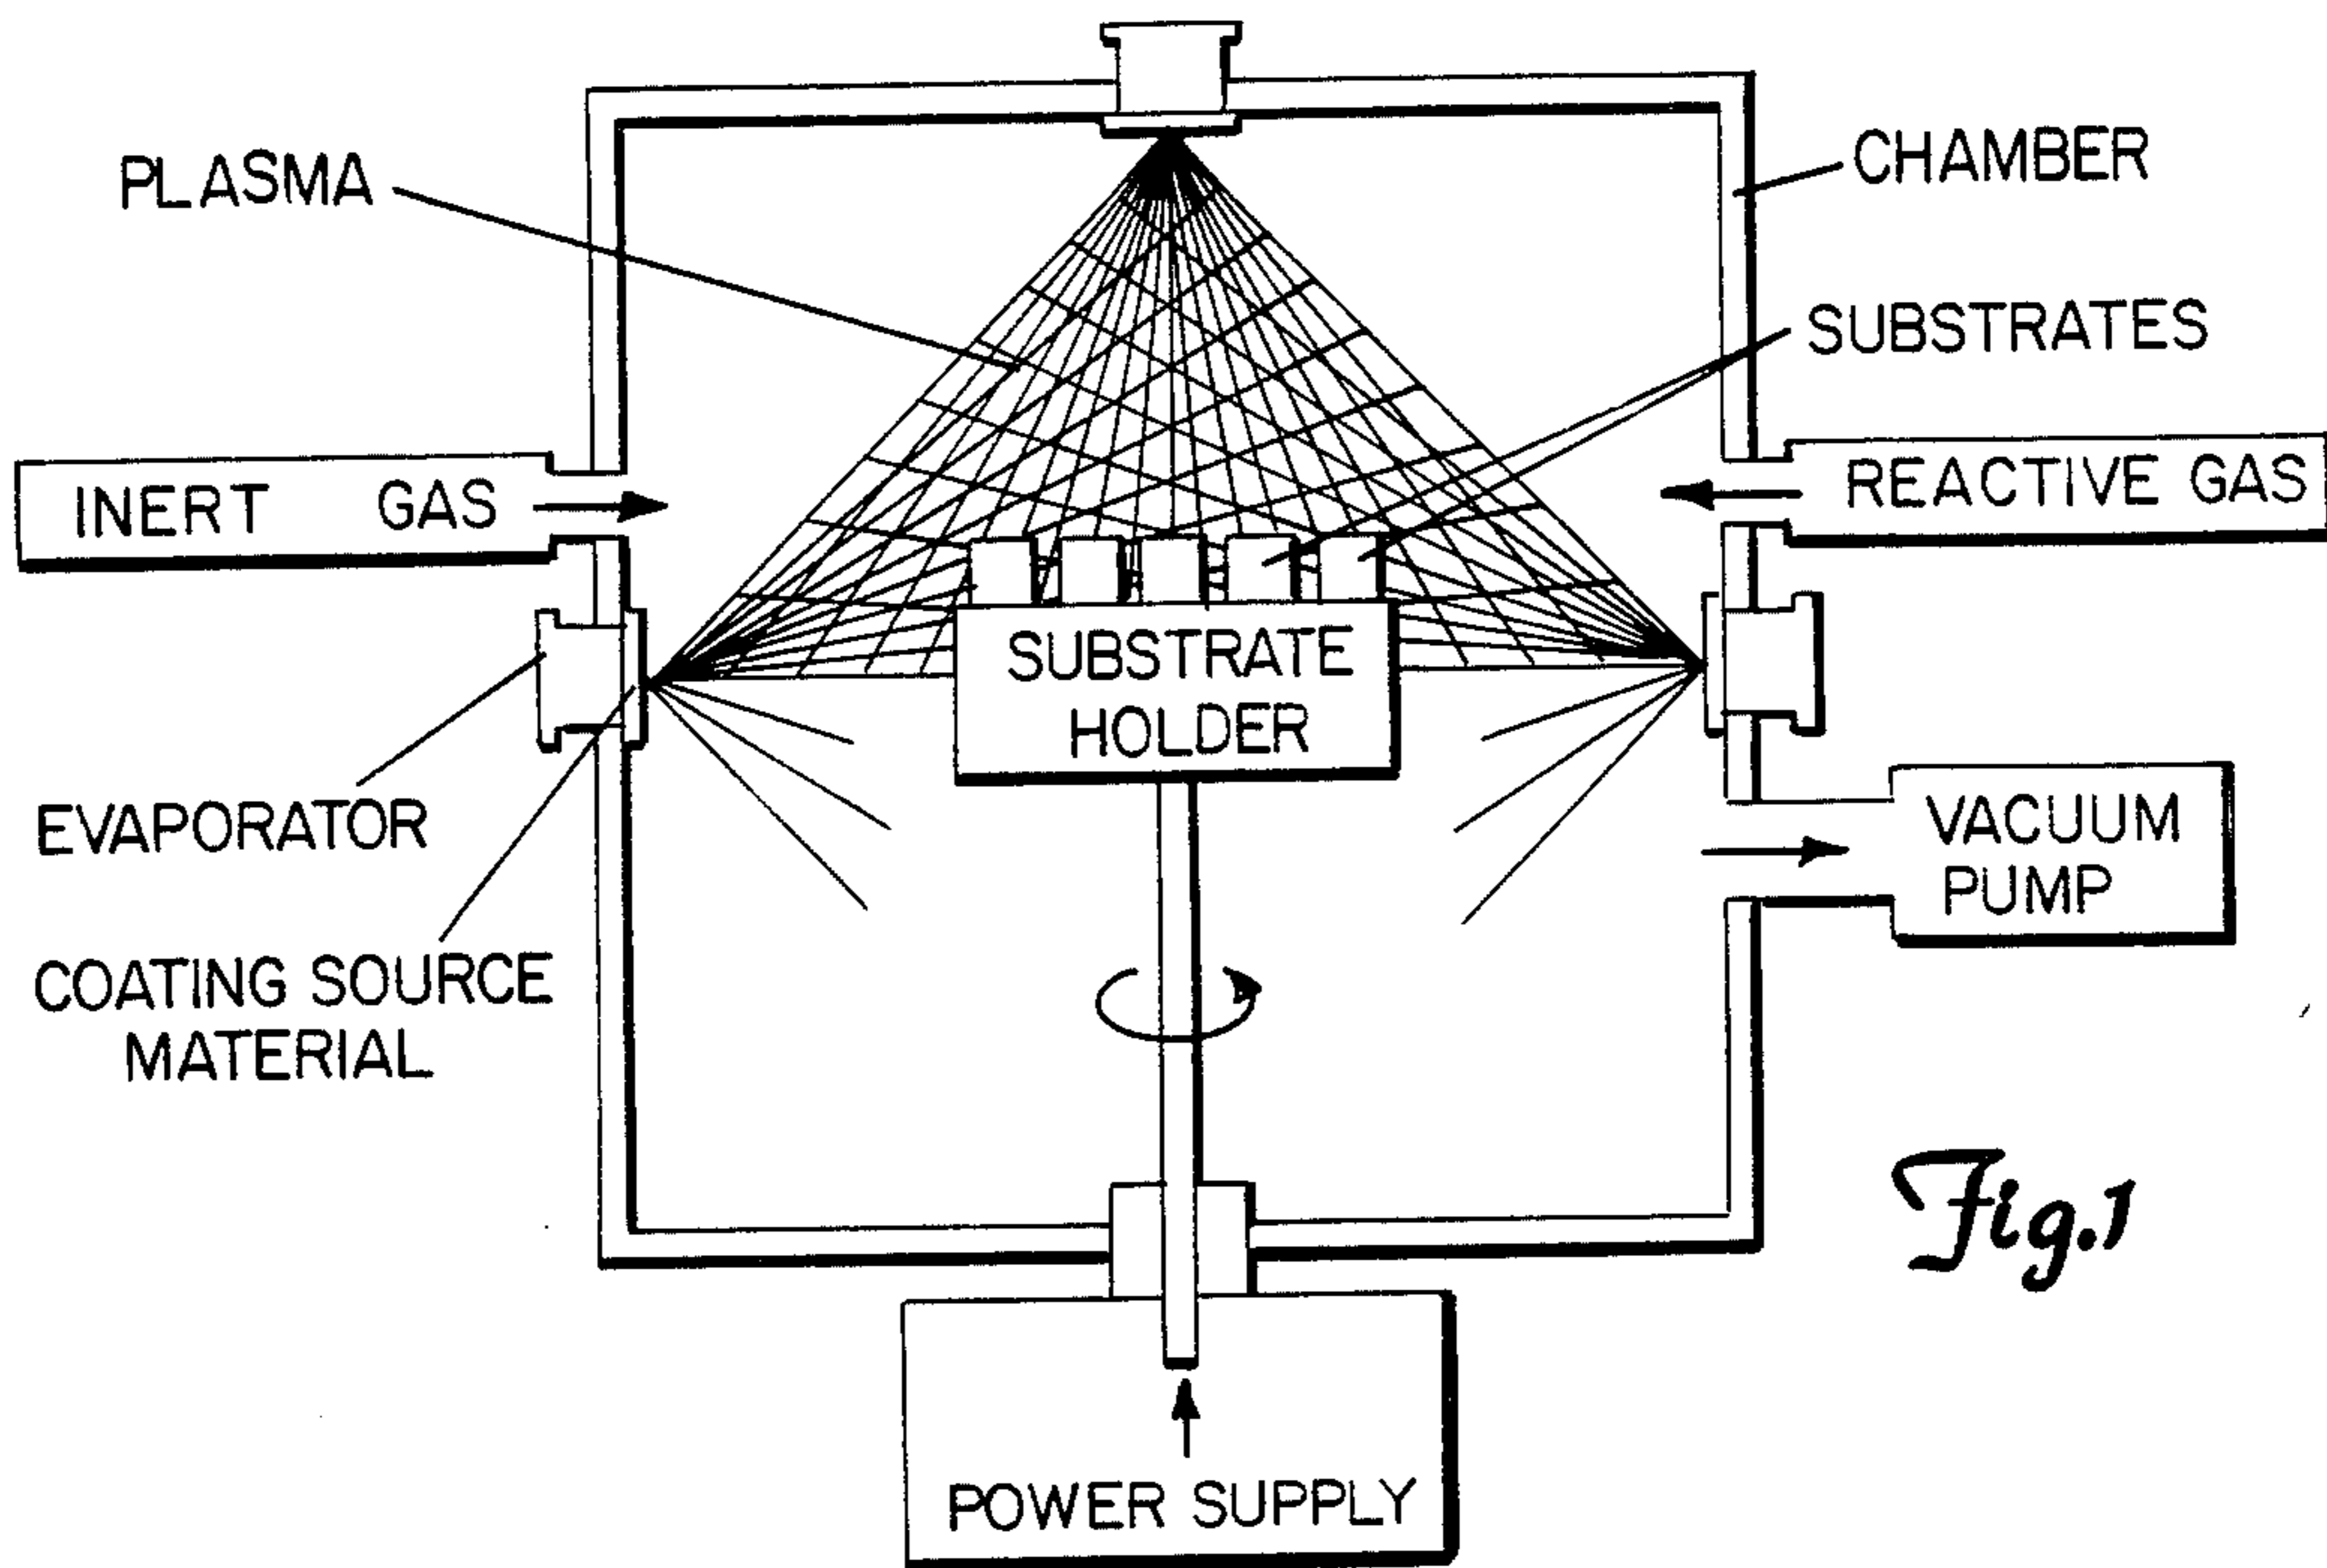 PLASMA
CHAMBER
SUBSTRATES
INERT GAS
REACTIVE GAS
SUBSTRATE
HOLDER
EVAPORATOR
VACUUM
PUMP
COATING SOURCE
MATERIAL
Fig.1
POWER SUPPLY